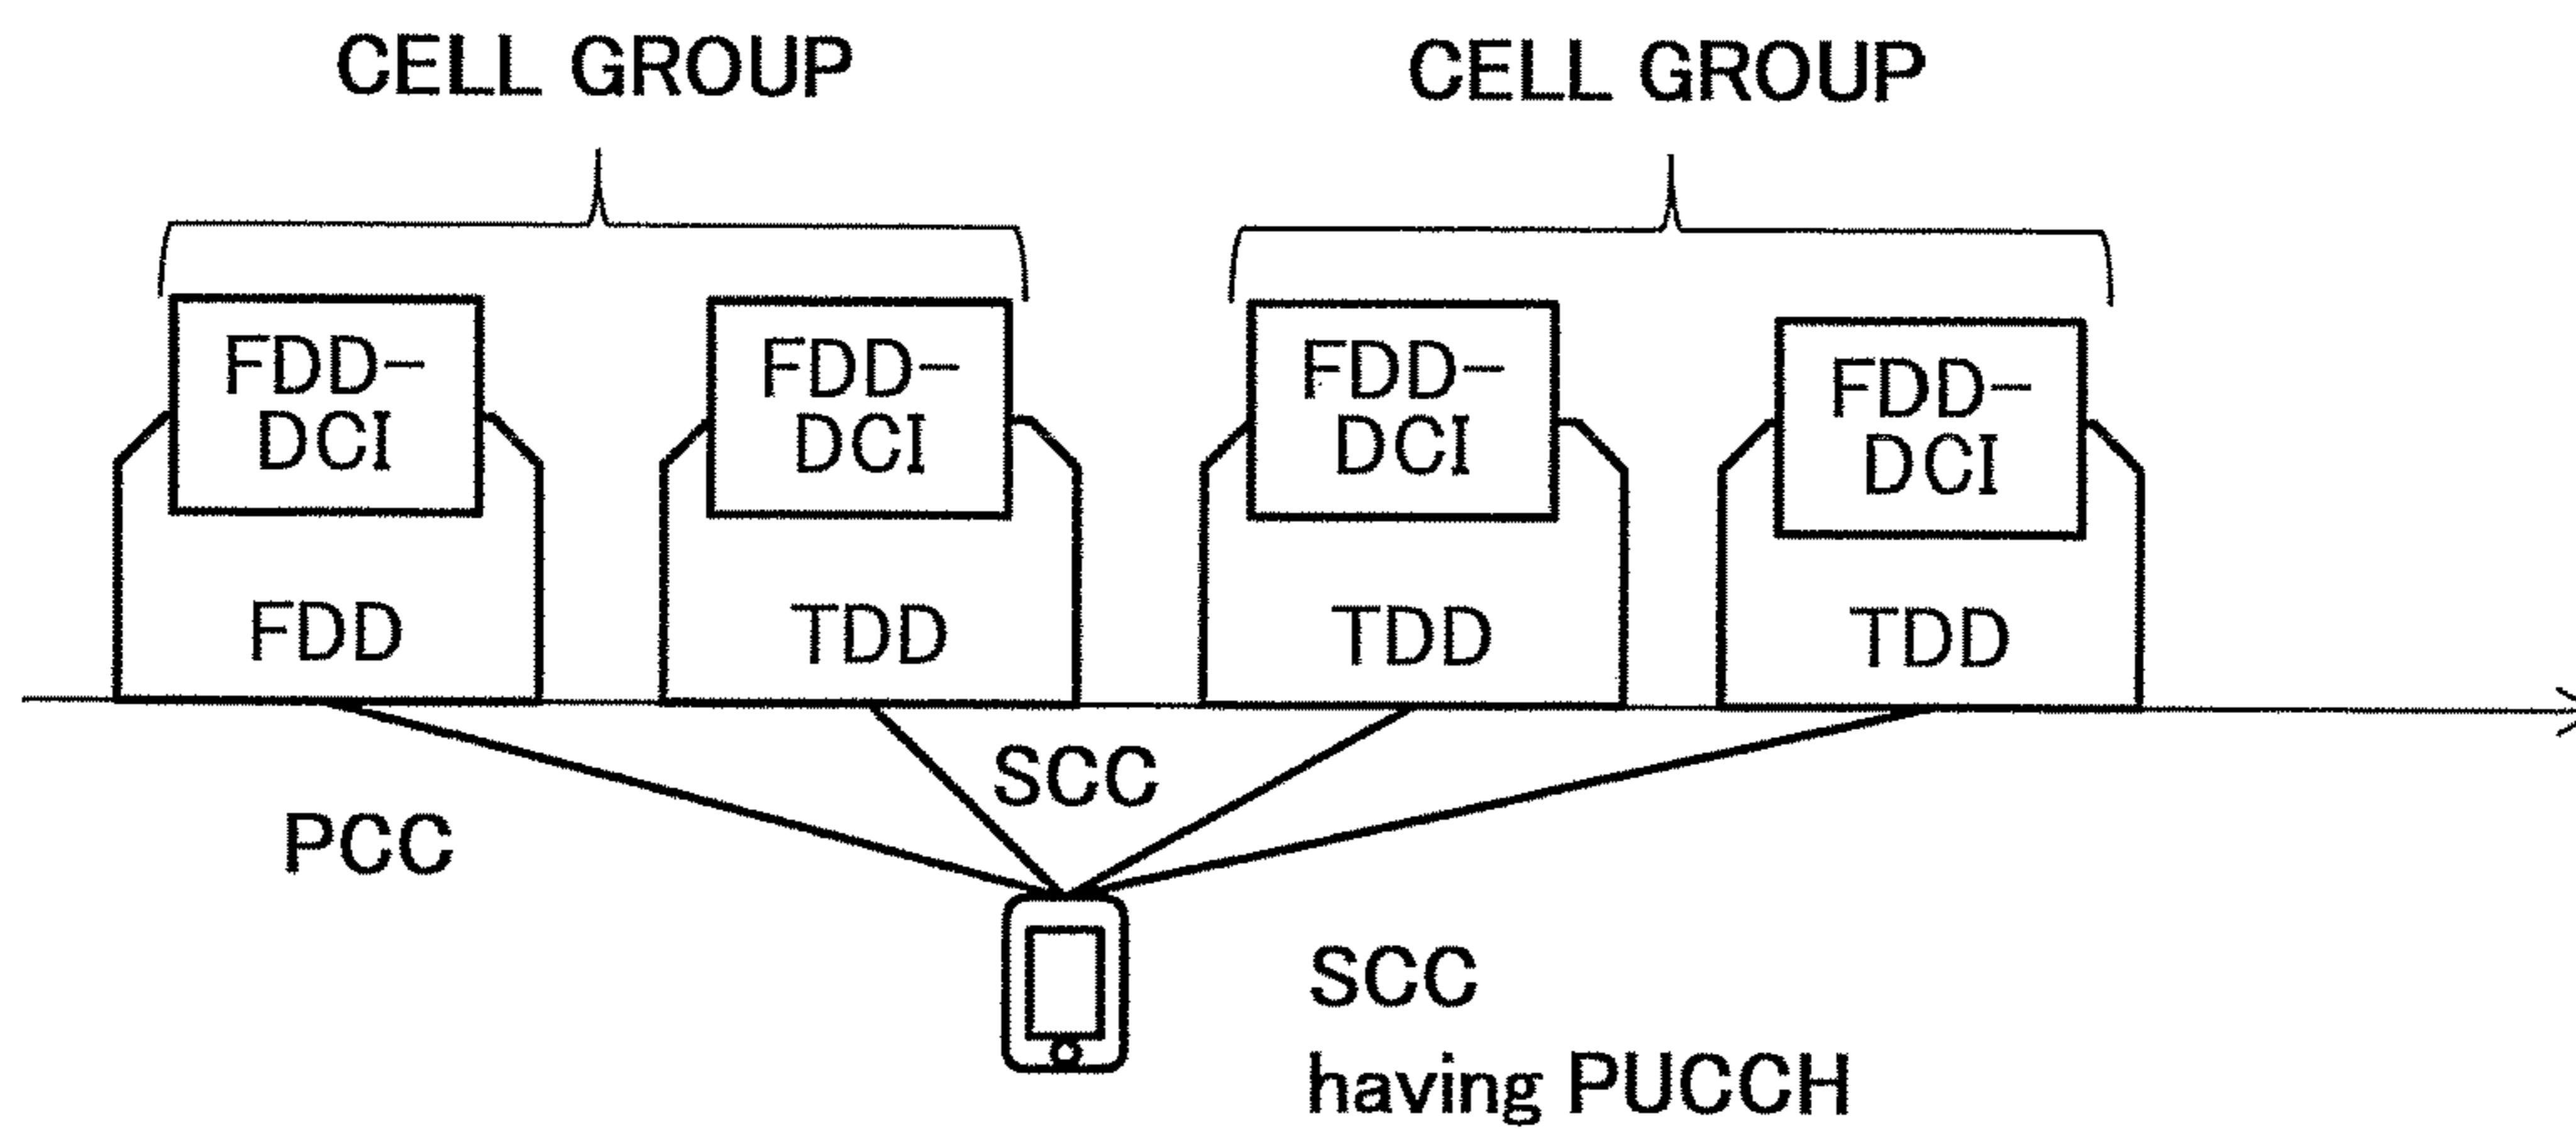 CELL GROUP
CELL GROUP
FDD-
DCI
FDD-
DCI
FDD-
DCI
FDD-
DCI
FDD
TDD
TDD
TDD
SCC
PCC
SCC
having PUCCH